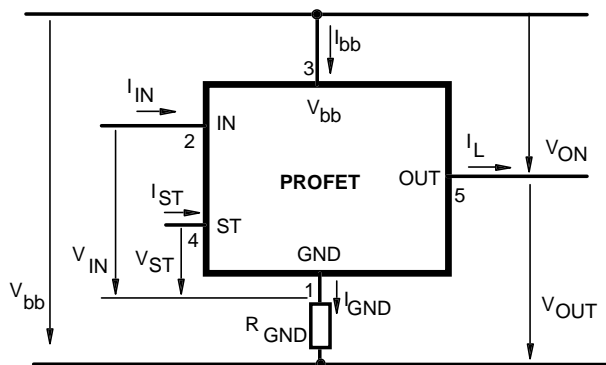 I bb
3
I IN
V bb
IN
2
I L
V ON
PROFET
OUT
5
I ST
ST
4
GND
V IN
V ST
V bb
1
I GND
V OUT
R GND